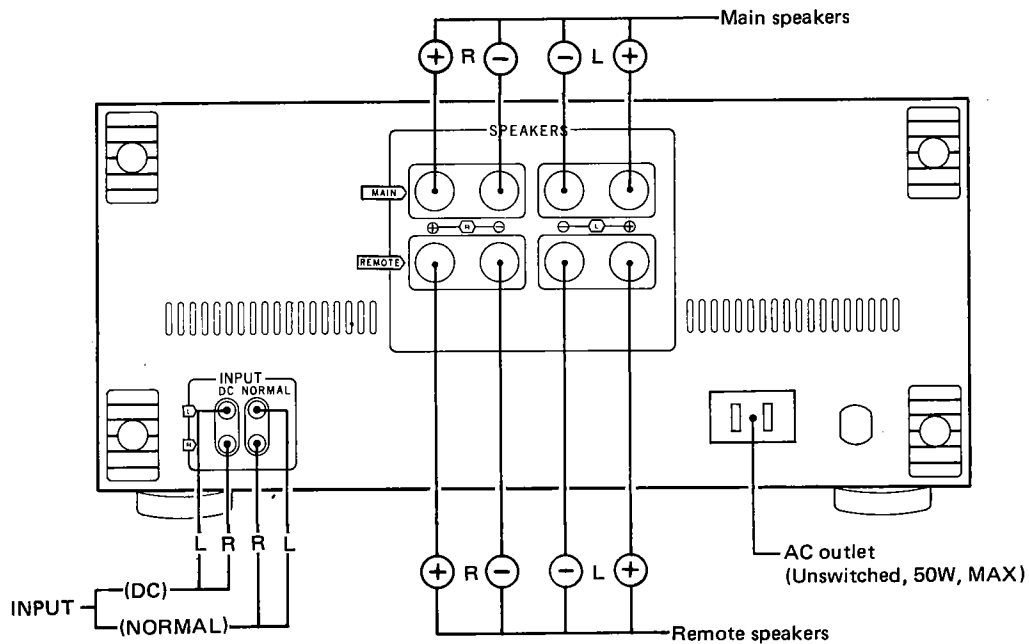 Main speakers
+ R - - L +
SPEAKERS
MAIN
+ R - - L +
REMOTE
INPUT
DC NORMAL
L
R
L R R L
INPUT
(DC)
(NORMAL)
+ R - - L +
AC outlet
(Unswitched, 50W, MAX)
Remote speakers